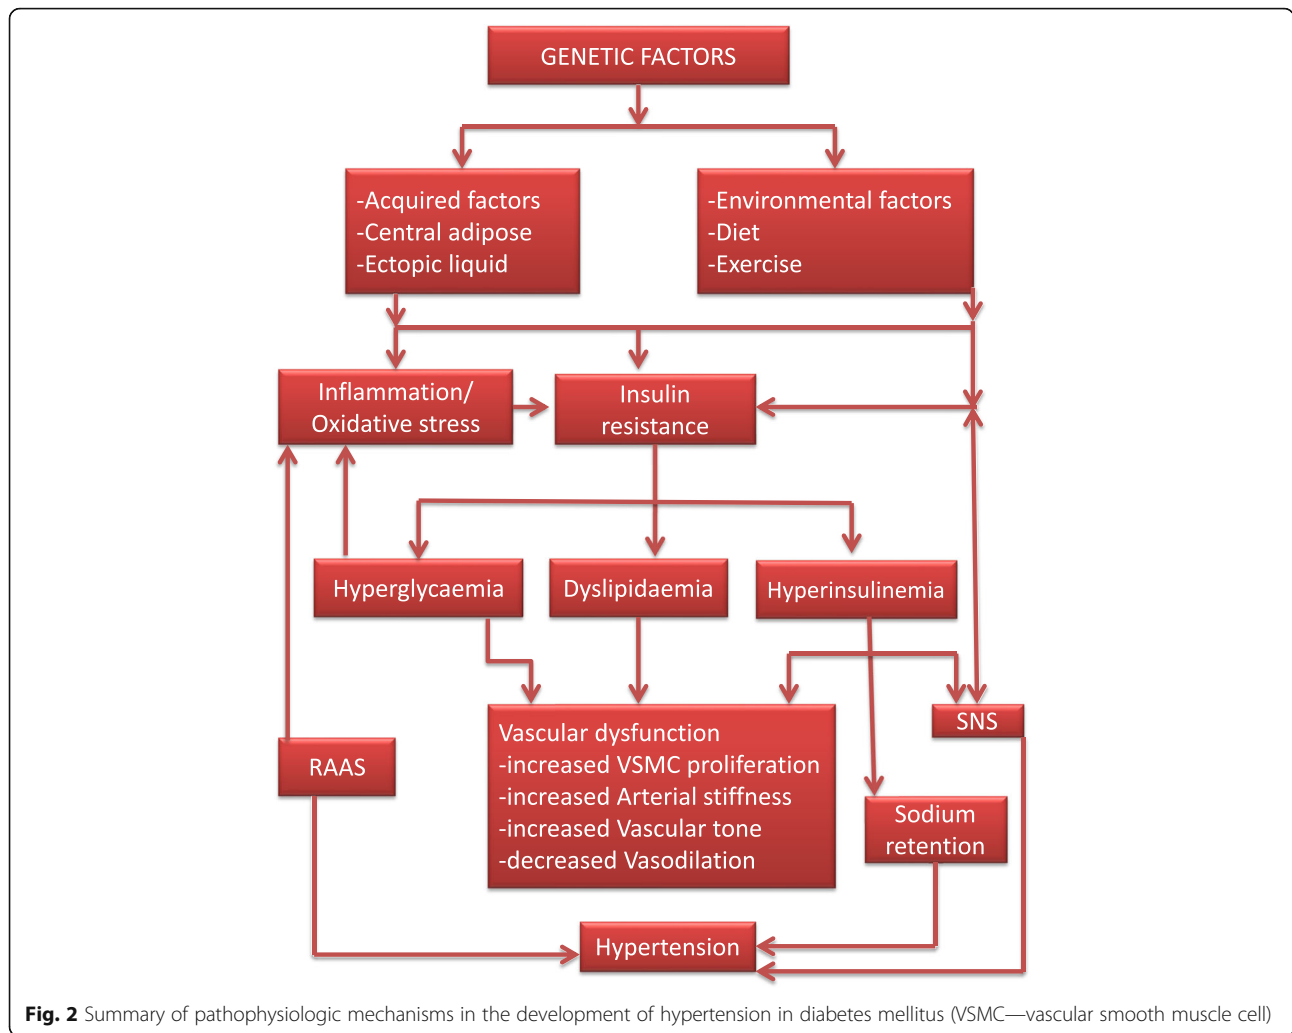 GENETIC FACTORS
-Acquired factors
-Central adipose
-Ectopic liquid
-Environmental factors
-Diet
-Exercise
Inflammation/
Oxidative stress
Insulin
resistance
Hyperglycaemia
Dyslipidaemia
Hyperinsulinemia
Vascular dysfunction
-increased VSMC proliferation
-increased Arterial stiffness
-increased Vascular tone
-decreased Vasodilation
SNS
RAAS
Sodium
retention
Hypertension
Fig. 2 Summary of pathophysiologic mechanisms in the development of hypertension in diabetes mellitus (VSMC—vascular smooth muscle cell)